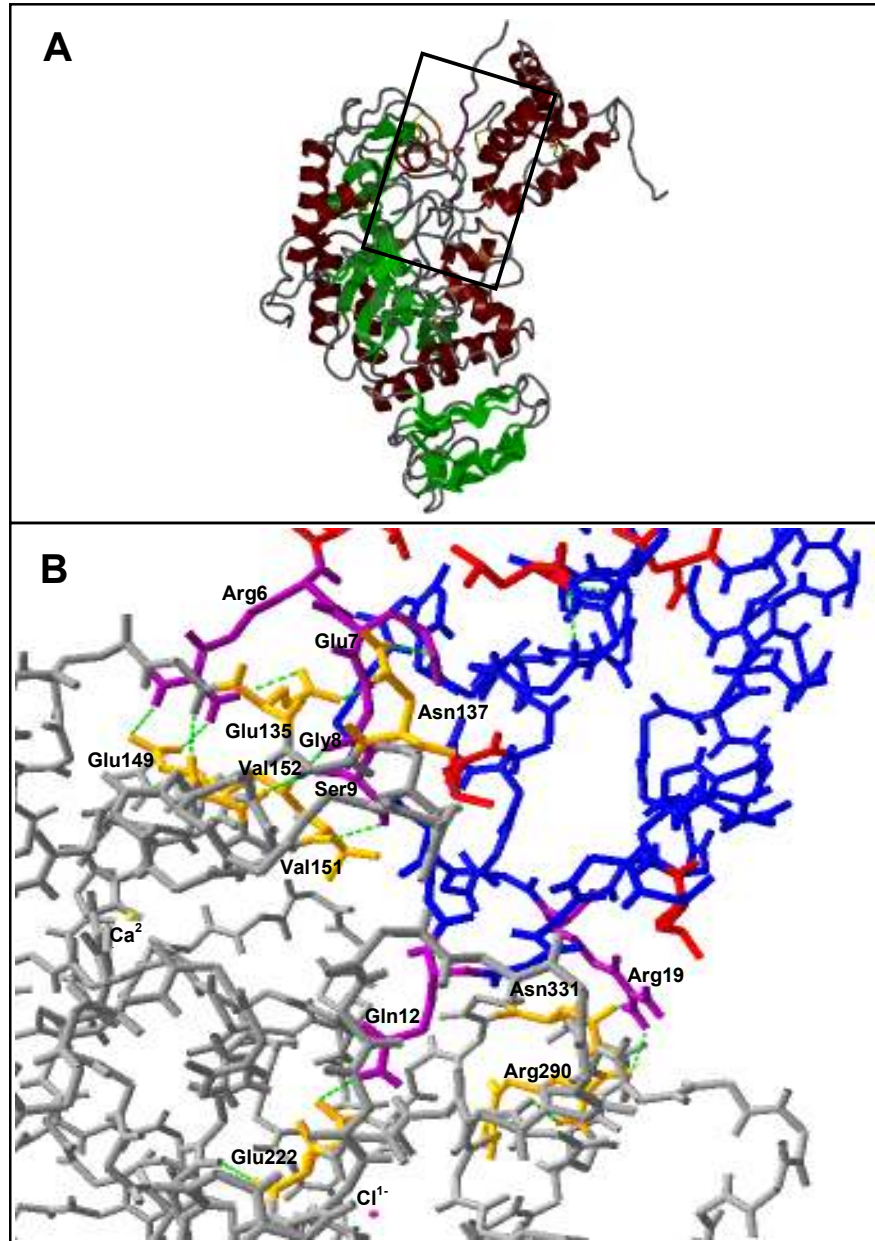 A
B
Arg6
Glu7
Asn137
Glu135
Gly8
Glu149
Val152
Ser9
Val151
Ca2
Arg19
Asn331
Gln12
Arg290
Glu222
Cl1-